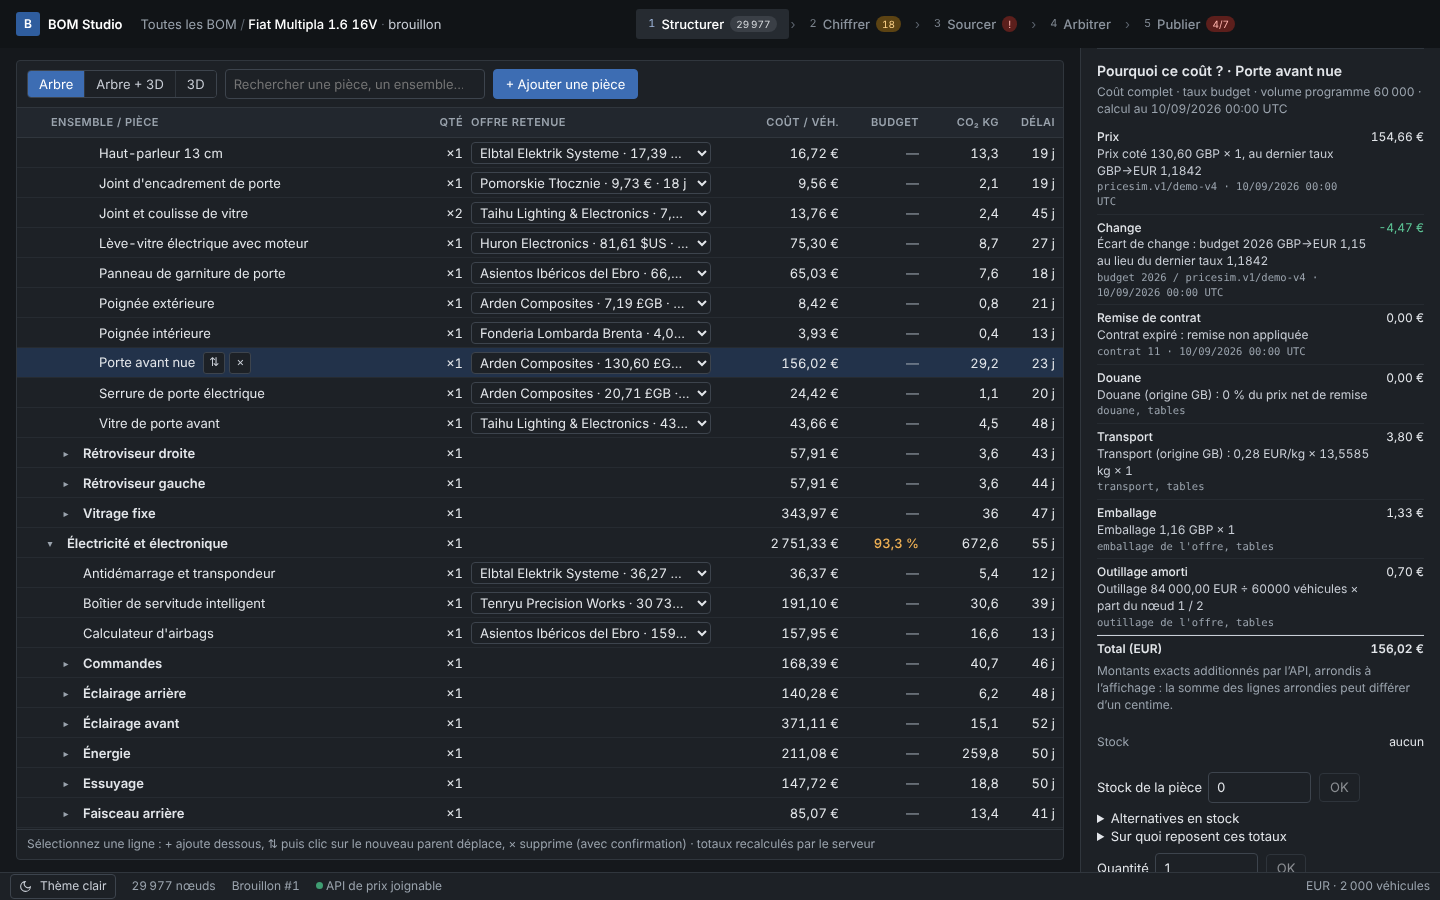 B BOM Studio Toutes les BOM / Fiat Multipla 1.6 16V · brouillon
1 Structurer 29 977 › 2 Chiffrer 18 › 3 Sourcer ! › 4 Arbitrer › 5 Publier 4/7
Arbre Arbre + 3D 3D Rechercher une pièce, un ensemble... + Ajouter une pièce
ENSEMBLE / PIÈCE QTÉ OFFRE RETENUE COÛT / VÉH. BUDGET CO₂ KG DÉLAI
Haut-parleur 13 cm ×1 Elbtal Elektrik Systeme · 17,39 ... 16,72 € — 13,3 19 j
Joint d'encadrement de porte ×1 Pomorskie Tłocznie · 9,73 € · 18 j 9,56 € — 2,1 19 j
Joint et coulisse de vitre ×2 Taihu Lighting & Electronics · 7,... 13,76 € — 2,4 45 j
Lève-vitre électrique avec moteur ×1 Huron Electronics · 81,61 $US · ... 75,30 € — 8,7 27 j
Panneau de garniture de porte ×1 Asientos Ibéricos del Ebro · 66,... 65,03 € — 7,6 18 j
Poignée extérieure ×1 Arden Composites · 7,19 £GB · ... 8,42 € — 0,8 21 j
Poignée intérieure ×1 Fonderia Lombarda Brenta · 4,0... 3,93 € — 0,4 13 j
Porte avant nue ⇅ × ×1 Arden Composites · 130,60 £G... 156,02 € — 29,2 23 j
Serrure de porte électrique ×1 Arden Composites · 20,71 £GB ·... 24,42 € — 1,1 20 j
Vitre de porte avant ×1 Taihu Lighting & Electronics · 43... 43,66 € — 4,5 48 j
▸ Rétroviseur droite ×1 57,91 € — 3,6 43 j
▸ Rétroviseur gauche ×1 57,91 € — 3,6 44 j
▸ Vitrage fixe ×1 343,97 € — 36 47 j
▾ Électricité et électronique ×1 2 751,33 € 93,3 % 672,6 55 j
Antidémarrage et transpondeur ×1 Elbtal Elektrik Systeme · 36,27 ... 36,37 € — 5,4 12 j
Boîtier de servitude intelligent ×1 Tenryu Precision Works · 30 73... 191,10 € — 30,6 39 j
Calculateur d'airbags ×1 Asientos Ibéricos del Ebro · 159... 157,95 € — 16,6 13 j
▸ Commandes ×1 168,39 € — 40,7 46 j
▸ Éclairage arrière ×1 140,28 € — 6,2 48 j
▸ Éclairage avant ×1 371,11 € — 15,1 52 j
▸ Énergie ×1 211,08 € — 259,8 50 j
▸ Essuyage ×1 147,72 € — 18,8 50 j
▸ Faisceau arrière ×1 85,07 € — 13,4 41 j
Sélectionnez une ligne : + ajoute dessous, ⇅ puis clic sur le nouveau parent déplace, × supprime (avec confirmation) · totaux recalculés par le serveur
Pourquoi ce coût ? · Porte avant nue
Coût complet · taux budget · volume programme 60 000 ·
calcul au 10/09/2026 00:00 UTC
Prix 154,66 €
Prix coté 130,60 GBP × 1, au dernier taux
GBP→EUR 1,1842
pricesim.v1/demo-v4 · 10/09/2026 00:00
UTC
Change -4,47 €
Écart de change : budget 2026 GBP→EUR 1,15
au lieu du dernier taux 1,1842
budget 2026 / pricesim.v1/demo-v4 ·
10/09/2026 00:00 UTC
Remise de contrat 0,00 €
Contrat expiré : remise non appliquée
contrat 11 · 10/09/2026 00:00 UTC
Douane 0,00 €
Douane (origine GB) : 0 % du prix net de remise
douane, tables
Transport 3,80 €
Transport (origine GB) : 0,28 EUR/kg × 13,5585
kg × 1
transport, tables
Emballage 1,33 €
Emballage 1,16 GBP × 1
emballage de l'offre, tables
Outillage amorti 0,70 €
Outillage 84 000,00 EUR ÷ 60000 véhicules ×
part du nœud 1 / 2
outillage de l'offre, tables
Total (EUR) 156,02 €
Montants exacts additionnés par l’API, arrondis à
l’affichage : la somme des lignes arrondies peut différer
d’un centime.
Stock aucun
Stock de la pièce 0 OK
▶ Alternatives en stock
▶ Sur quoi reposent ces totaux
Quantité 1 OK
Thème clair 29 977 nœuds Brouillon #1 API de prix joignable EUR · 2 000 véhicules